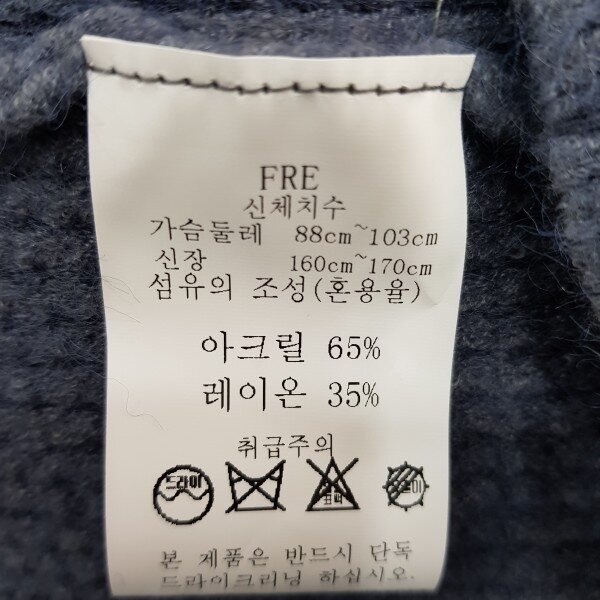 FRE
신체치수
가슴둘레 88cm~103cm
신장 160cm~170cm
섬유의 조성(혼용율)
아크릴 65%
레이온 35%
취급주의
드라이
표백
본 제품은 반드시 단독
드라이크리닝 하십시오.